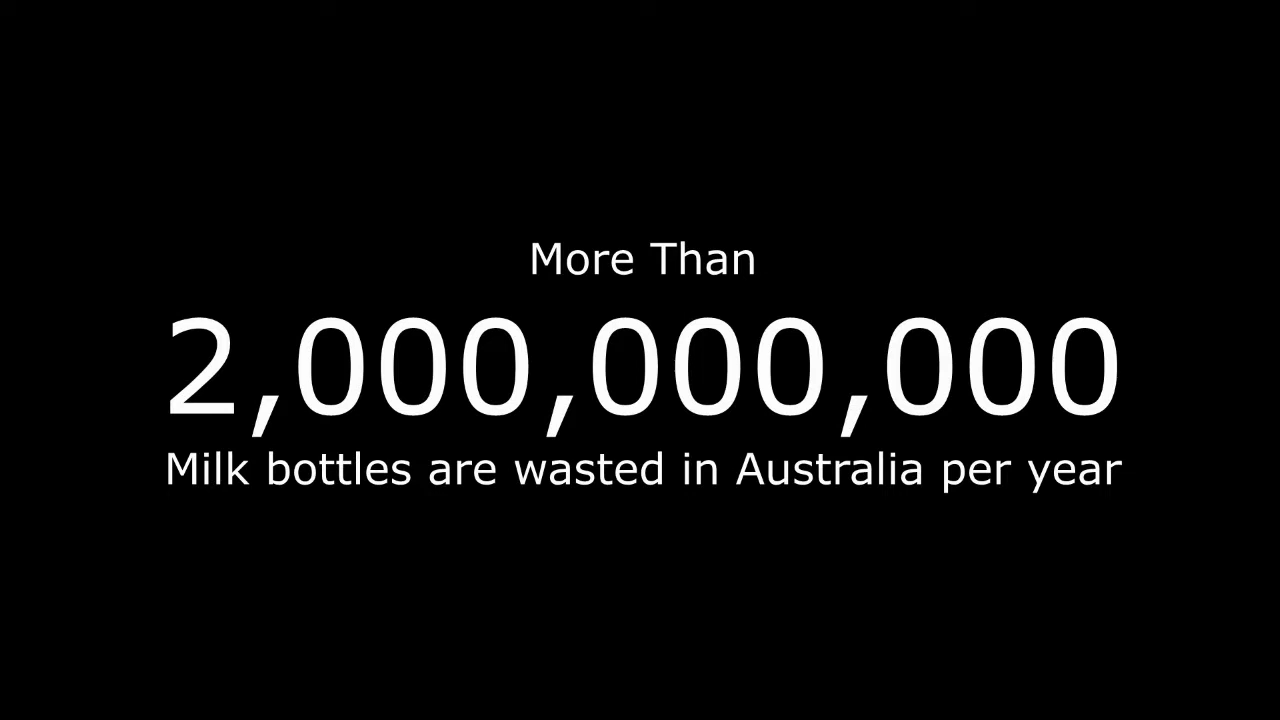 More Than
2,000,000,000
Milk bottles are wasted in Australia per year